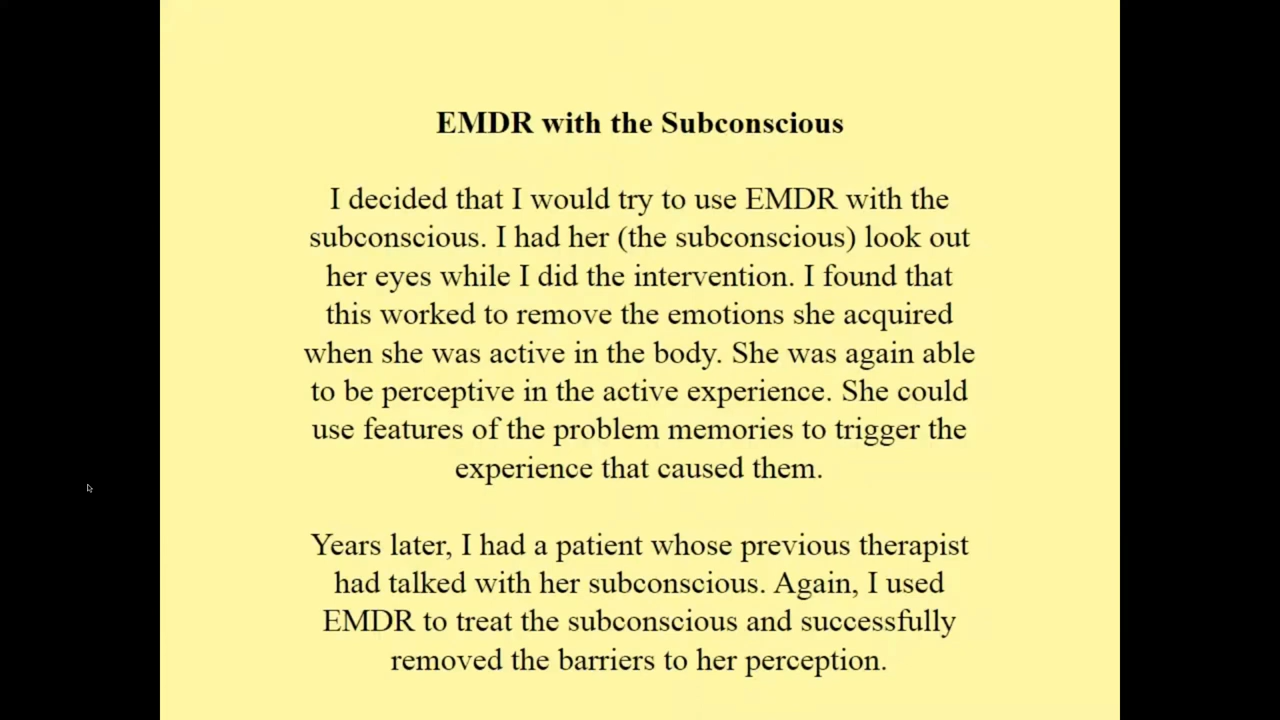 EMDR with the Subconscious
I decided that I would try to use EMDR with the
subconscious. I had her (the subconscious) look out
her eyes while I did the intervention. I found that
this worked to remove the emotions she acquired
when she was active in the body. She was again able
to be perceptive in the active experience. She could
use features of the problem memories to trigger the
experience that caused them.
Years later, I had a patient whose previous therapist
had talked with her subconscious. Again, I used
EMDR to treat the subconscious and successfully
removed the barriers to her perception.